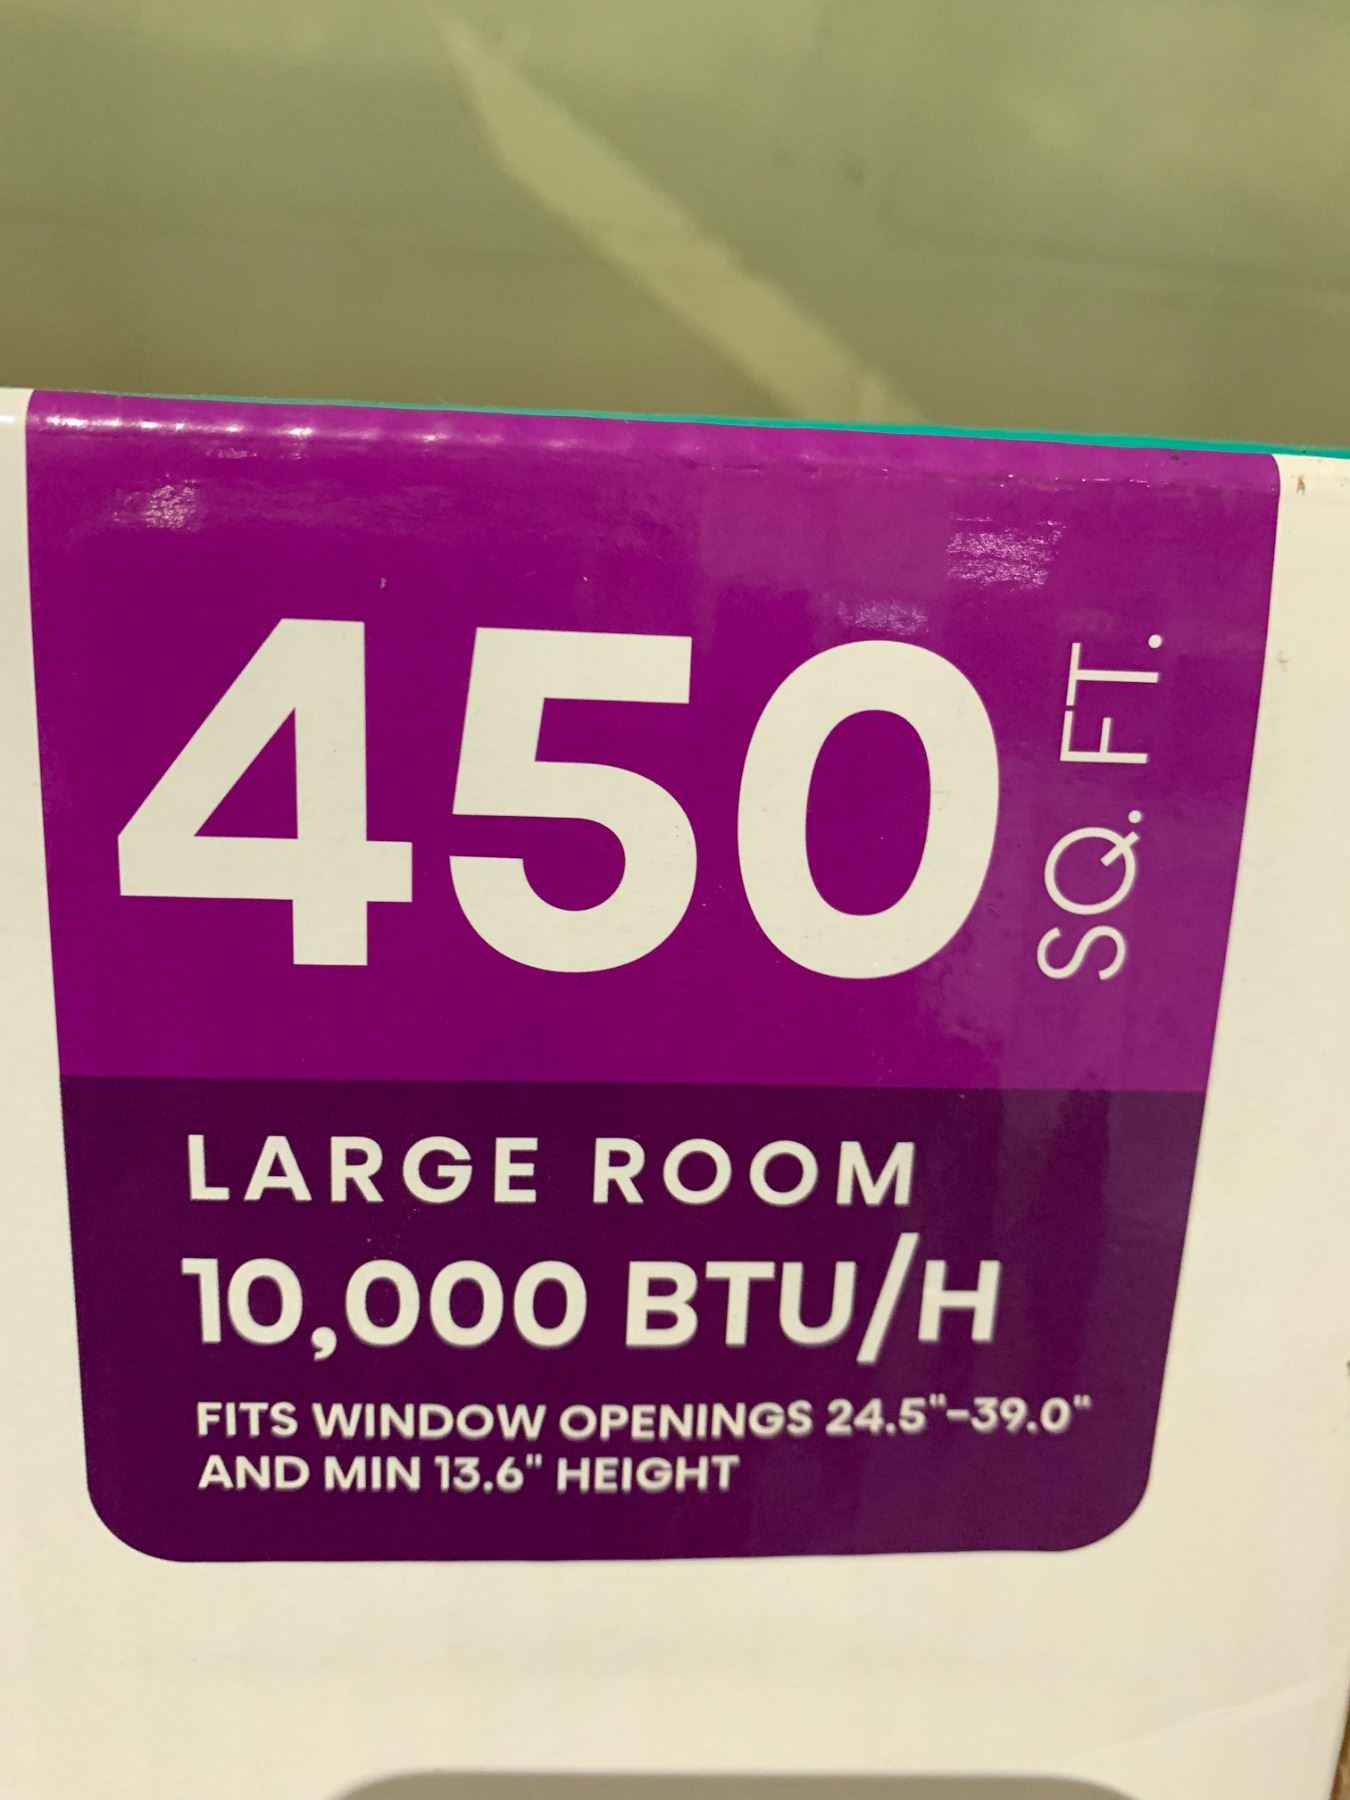 450 SQ. FT.
LARGE ROOM
10,000 BTU/H
FITS WINDOW OPENINGS 24.5"-39.0"
AND MIN 13.6" HEIGHT